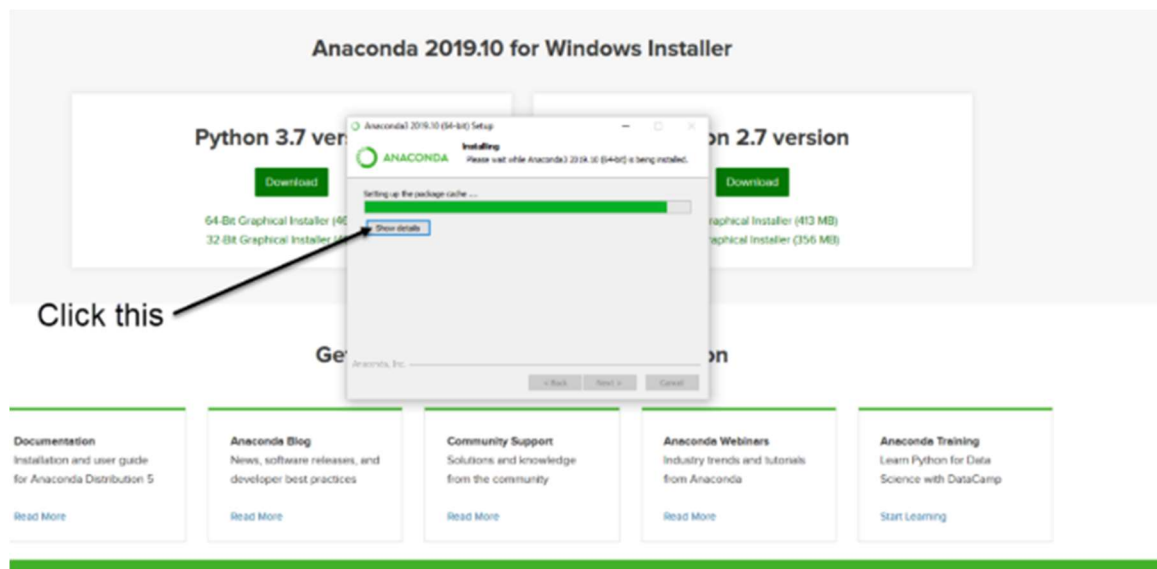 Anaconda 2019.10 for Windows Installer
Python 3.7 ver
Download
64-Bit Graphical Installer (46
32-Bit Graphical Installer
on 2.7 version
Download
raphical Installer (413 MB)
raphical Installer (356 MB)
Anaconda3 2019.10 (64-bit) Setup
ANACONDA
Installing
Please wait while Anaconda3 2019.10 (64-bit) is being installed.
Setting up the package cache ...
Show details
Anaconda, Inc.
< Back Next > Cancel
Click this
Ge
on
Documentation
Installation and user guide
for Anaconda Distribution 5
Read More
Anaconda Blog
News, software releases, and
developer best practices
Read More
Community Support
Solutions and knowledge
from the community
Read More
Anaconda Webinars
Industry trends and tutorials
from Anaconda
Read More
Anaconda Training
Learn Python for Data
Science with DataCamp
Start Learning